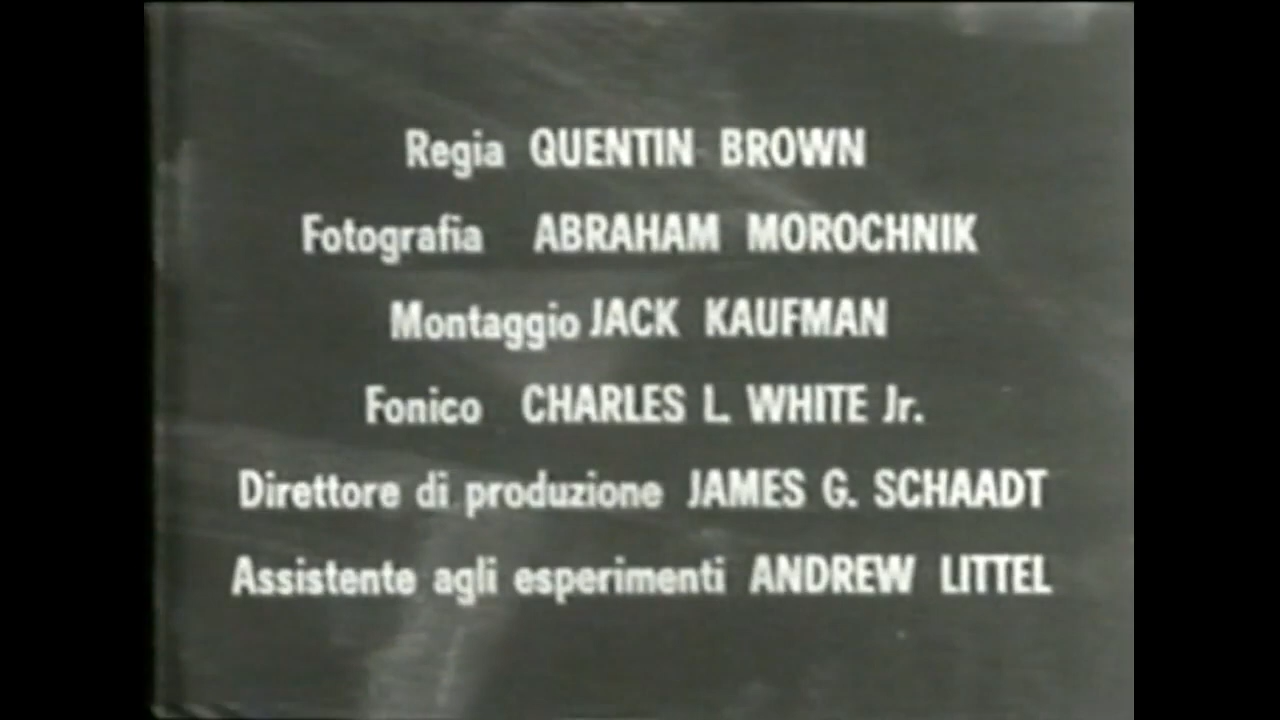 Regia QUENTIN BROWN
Fotografia ABRAHAM MOROCHNIK
Montaggio JACK KAUFMAN
Fonico CHARLES L. WHITE Jr.
Direttore di produzione JAMES G. SCHAADT
Assistente agli esperimenti ANDREW LITTEL